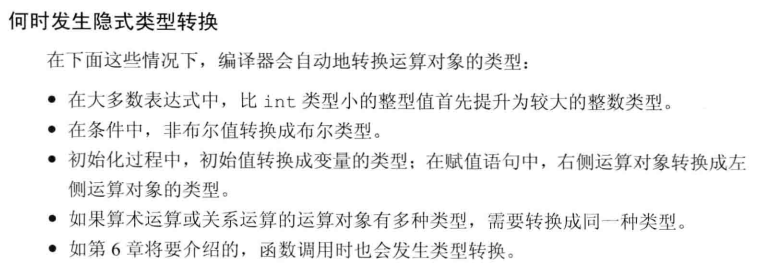 何时发生隐式类型转换
在下面这些情况下，编译器会自动地转换运算对象的类型：
• 在大多数表达式中，比 int 类型小的整型值首先提升为较大的整数类型。
• 在条件中，非布尔值转换成布尔类型。
• 初始化过程中，初始值转换成变量的类型；在赋值语句中，右侧运算对象转换成左
侧运算对象的类型。
• 如果算术运算或关系运算的运算对象有多种类型，需要转换成同一种类型。
• 如第 6 章将要介绍的，函数调用时也会发生类型转换。